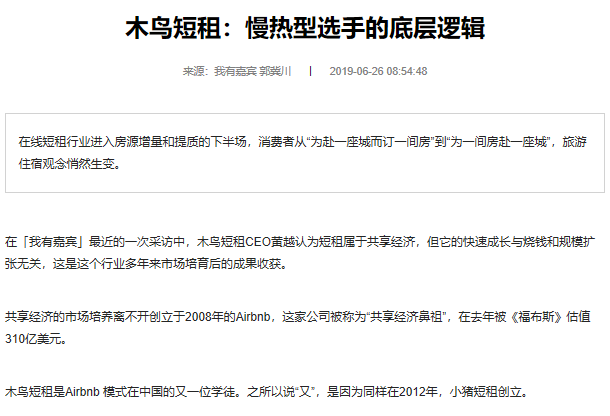 木鸟短租：慢热型选手的底层逻辑
来源：我有嘉宾 郭冀川 | 2019-06-26 08:54:48
在线短租行业进入房源增量和提质的下半场，消费者从“为赴一座城而订一间房”到“为一间房赴一座城”，旅游
住宿观念悄然生变。
在「我有嘉宾」最近的一次采访中，木鸟短租CEO黄越认为短租属于共享经济，但它的快速成长与烧钱和规模扩
张无关，这是这个行业多年来市场培育后的成果收获。
共享经济的市场培养离不开创立于2008年的Airbnb，这家公司被称为“共享经济鼻祖”，在去年被《福布斯》估值
310亿美元。
木鸟短租是Airbnb 模式在中国的又一位学徒。之所以说“又”，是因为同样在2012年，小猪短租创立。